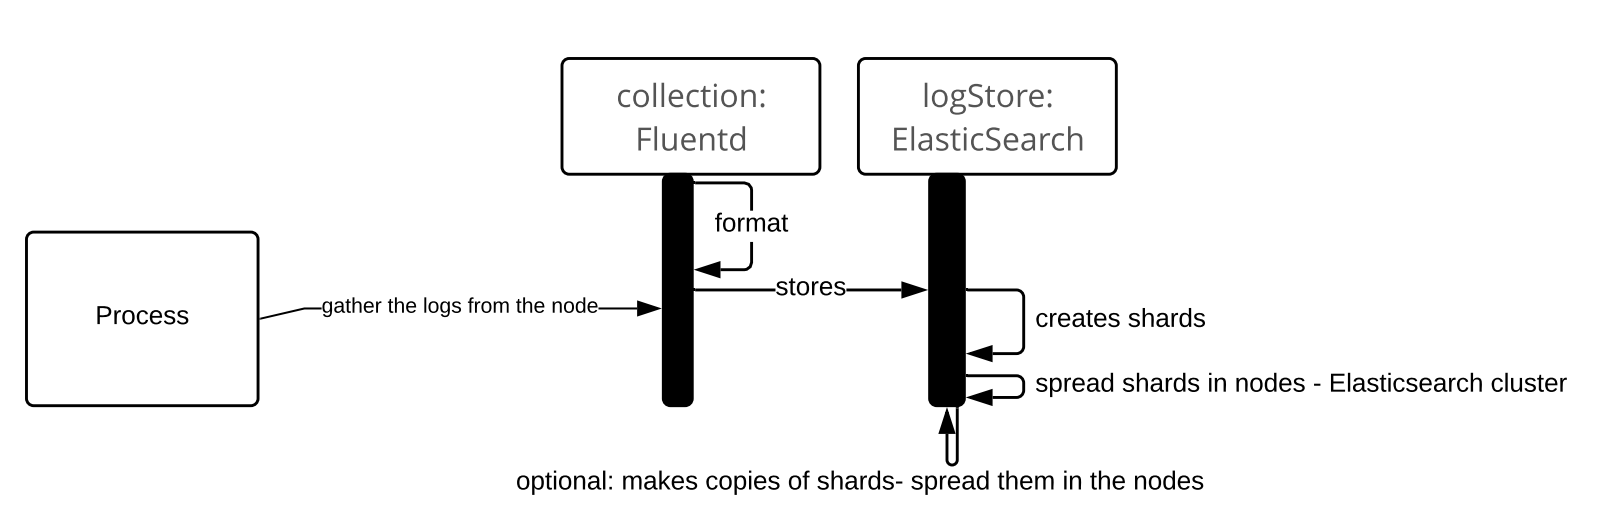 collection:
Fluentd
logStore:
ElasticSearch
format
stores
Process
gather the logs from the node
creates shards
spread shards in nodes - Elasticsearch cluster
optional: makes copies of shards- spread them in the nodes